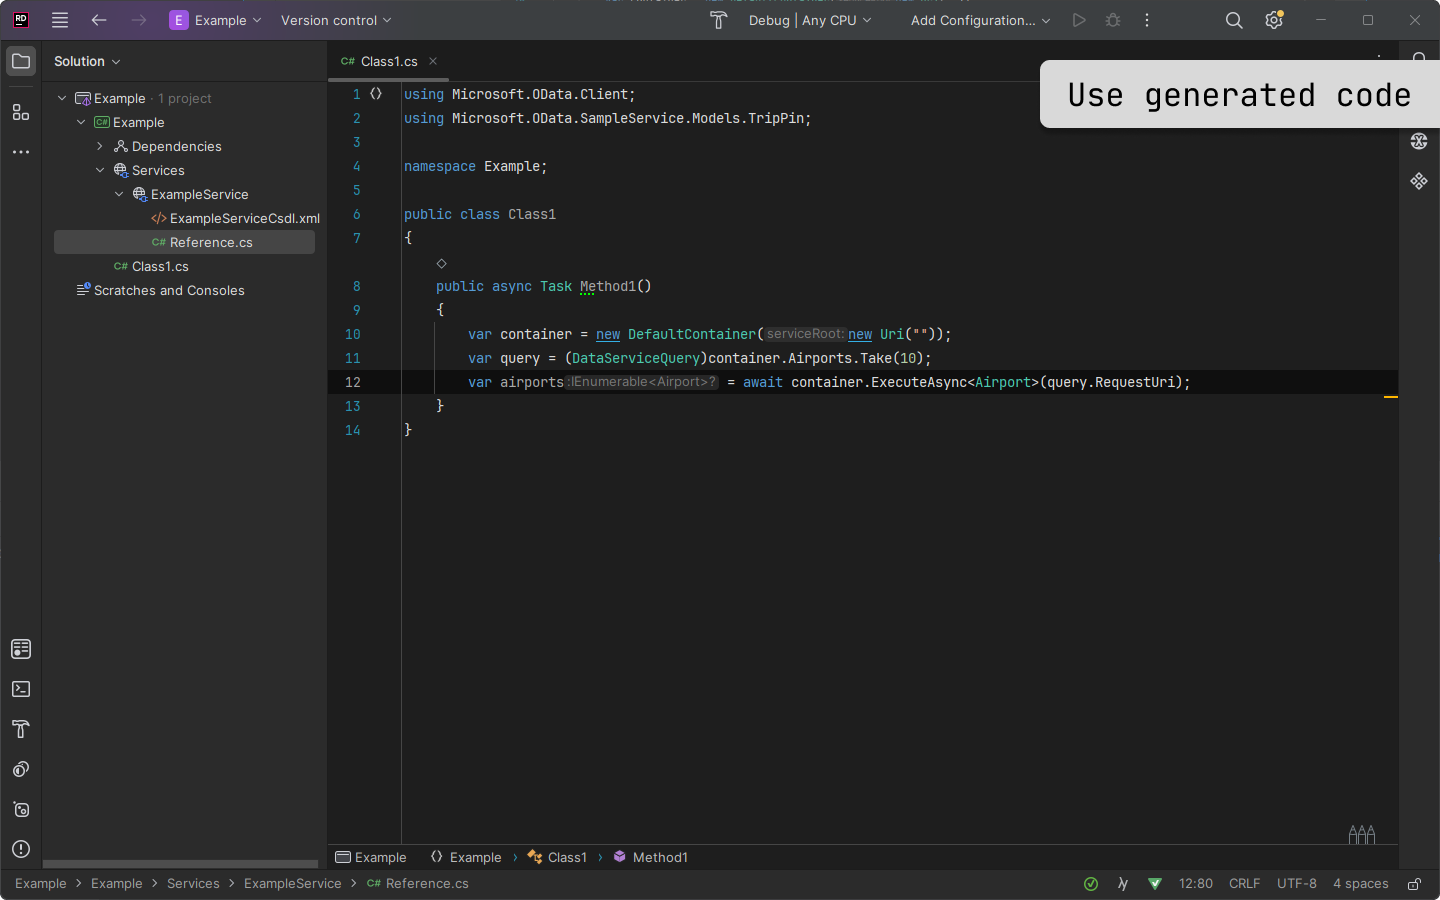 RD
E Example
Version control
Debug | Any CPU
Add Configuration...
Solution
C# Class1.cs
Use generated code
Example · 1 project
C# Example
Dependencies
Services
ExampleService
</> ExampleServiceCsdl.xml
C# Reference.cs
C# Class1.cs
Scratches and Consoles
1 using Microsoft.OData.Client;
2 using Microsoft.OData.SampleService.Models.TripPin;
3
4 namespace Example;
5
6 public class Class1
7 {
8 public async Task Method1()
9 {
10 var container = new DefaultContainer(serviceRoot:new Uri(""));
11 var query = (DataServiceQuery)container.Airports.Take(10);
12 var airports:IEnumerable<Airport>? = await container.ExecuteAsync<Airport>(query.RequestUri);
13 }
14 }
Example
Example › Class1 › Method1
Example > Example > Services > ExampleService > C# Reference.cs
12:80 CRLF UTF-8 4 spaces